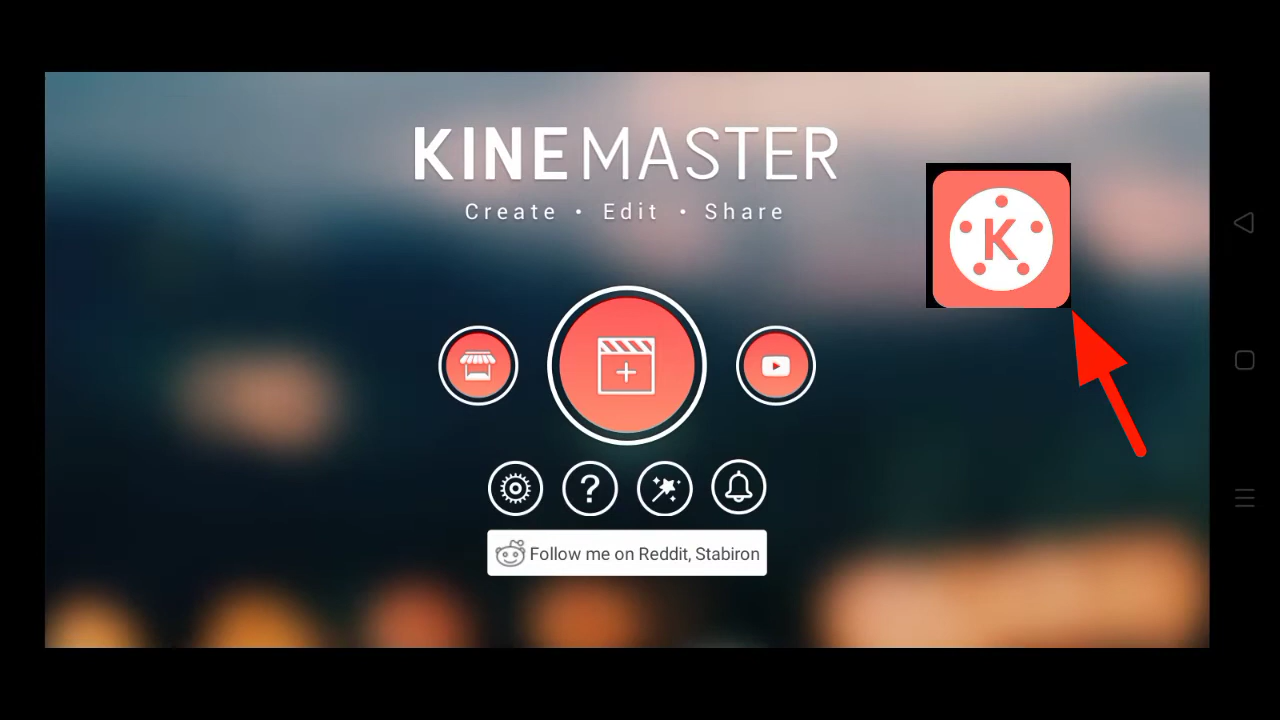 KINEMASTER
Create • Edit • Share
K
?
Follow me on Reddit, Stabiron